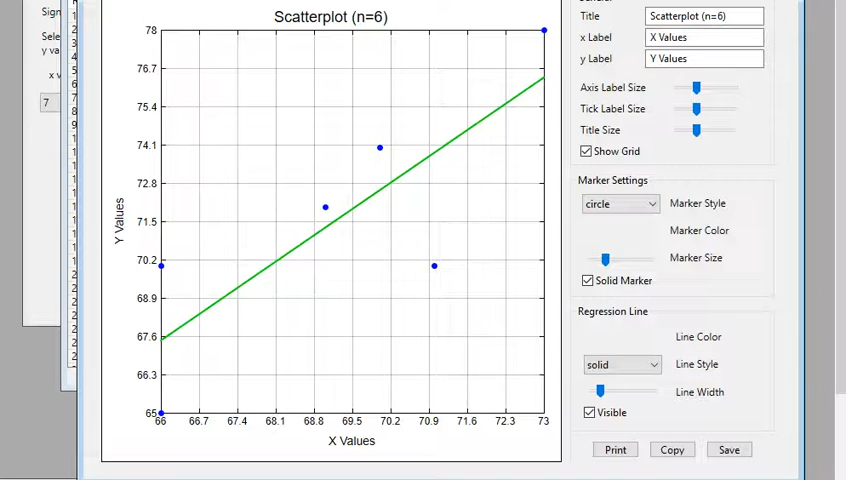 Sign
Sele
y va
x v
7
Scatterplot (n=6)
78
76.7
75.4
74.1
72.8
71.5
70.2
68.9
67.6
66.3
65
Y Values
66 66.7 67.4 68.1 68.8 69.5 70.2 70.9 71.6 72.3 73
X Values
Title Scatterplot (n=6)
x Label X Values
y Label Y Values
Axis Label Size
Tick Label Size
Title Size
Show Grid
Marker Settings
circle Marker Style
Marker Color
Marker Size
Solid Marker
Regression Line
Line Color
solid Line Style
Line Width
Visible
Print Copy Save